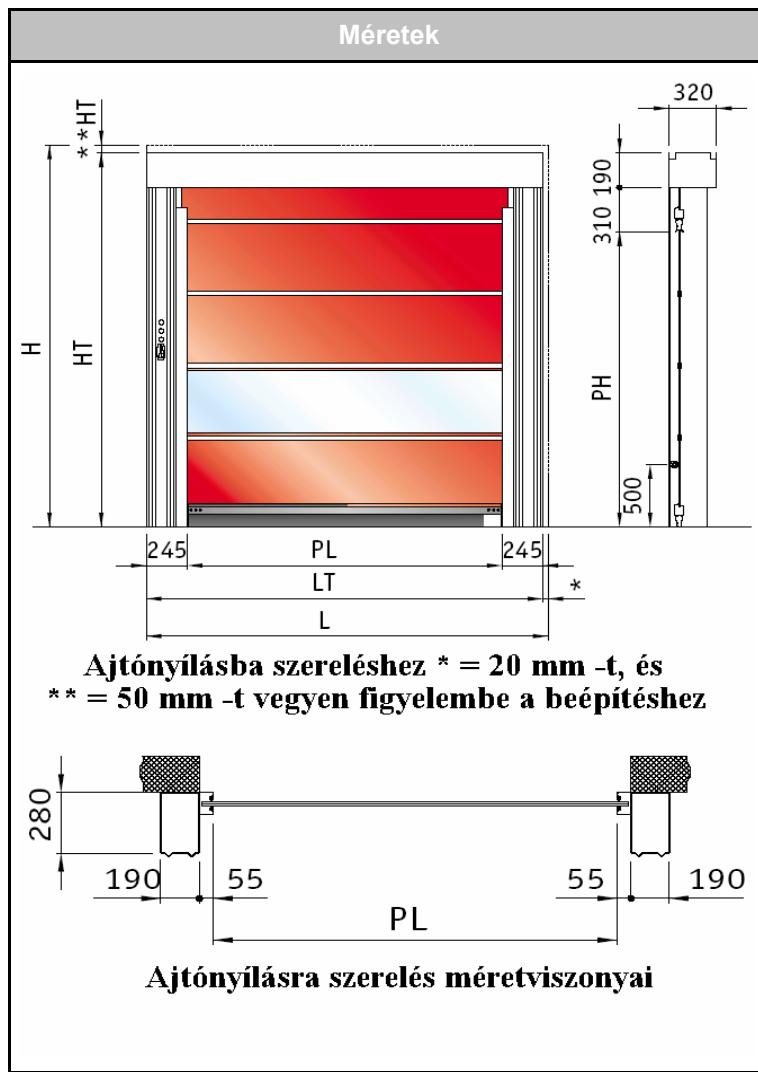 Méretek
320
**HT
190
310
H
HT
PH
500
245 PL 245
LT *
L
Ajtónyílásba szereléshez * = 20 mm -t, és
** = 50 mm -t vegyen figyelembe a beépítéshez
280
190 55 55 190
PL
Ajtónyílásra szerelés méretviszonyai